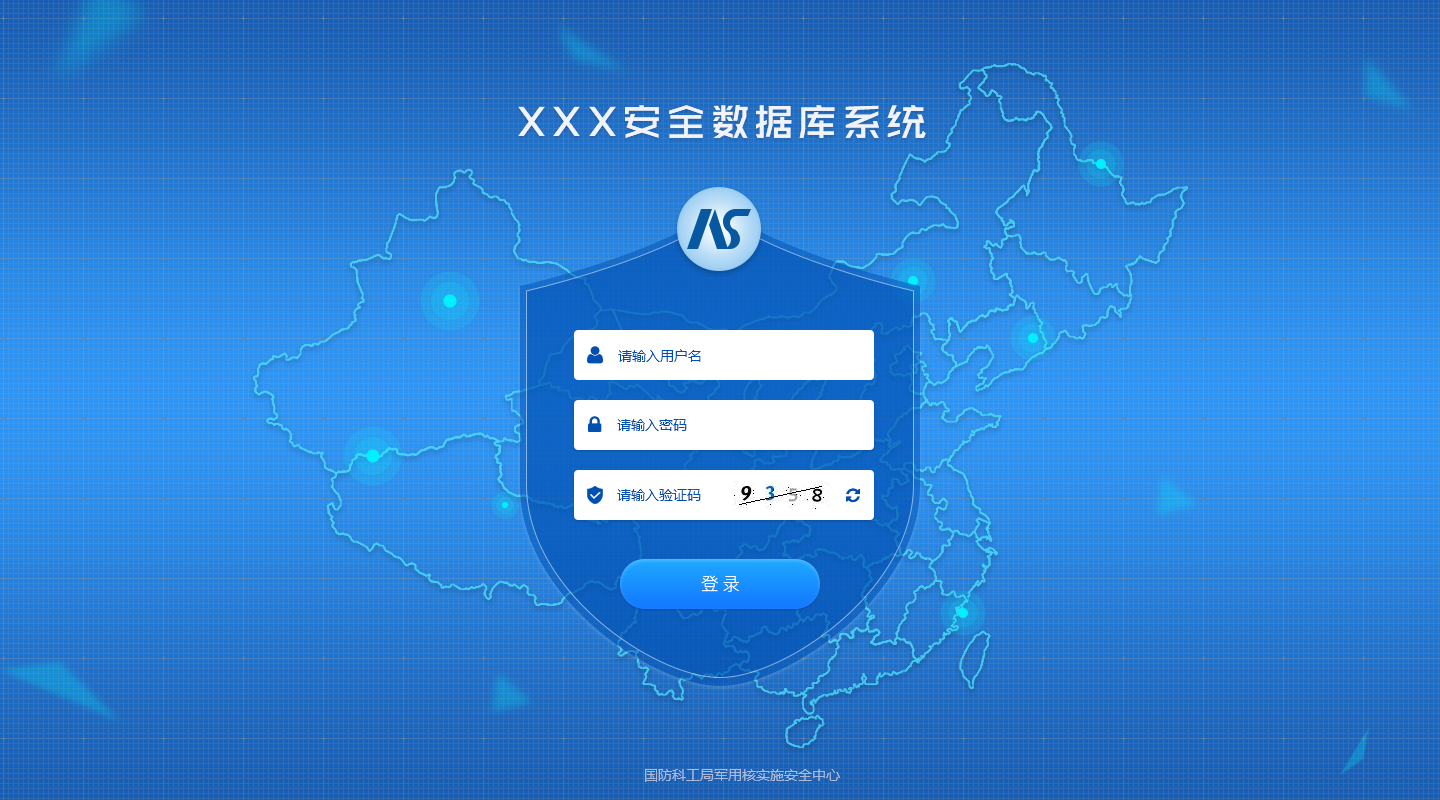 XXX安全数据库系统
AS
请输入用户名
请输入密码
请输入验证码 9 3 5 8
登录
国防科工局军用核实施安全中心